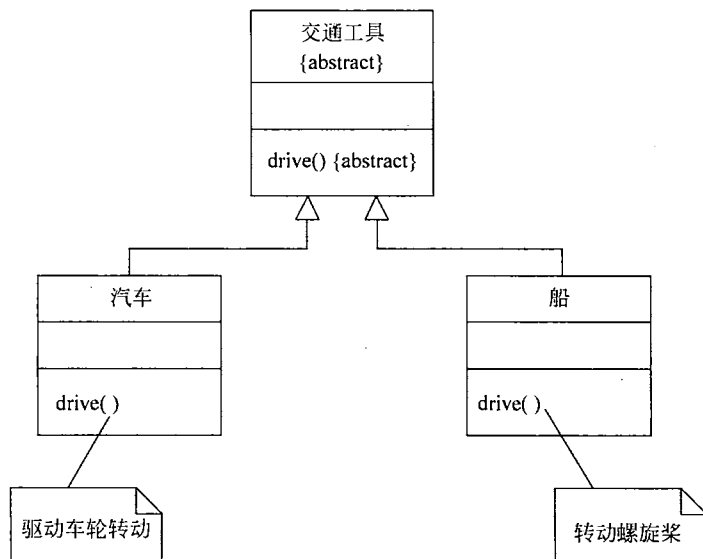 交通工具
{abstract}
drive() {abstract}
汽车
船
drive( )
drive( )
驱动车轮转动
转动螺旋桨